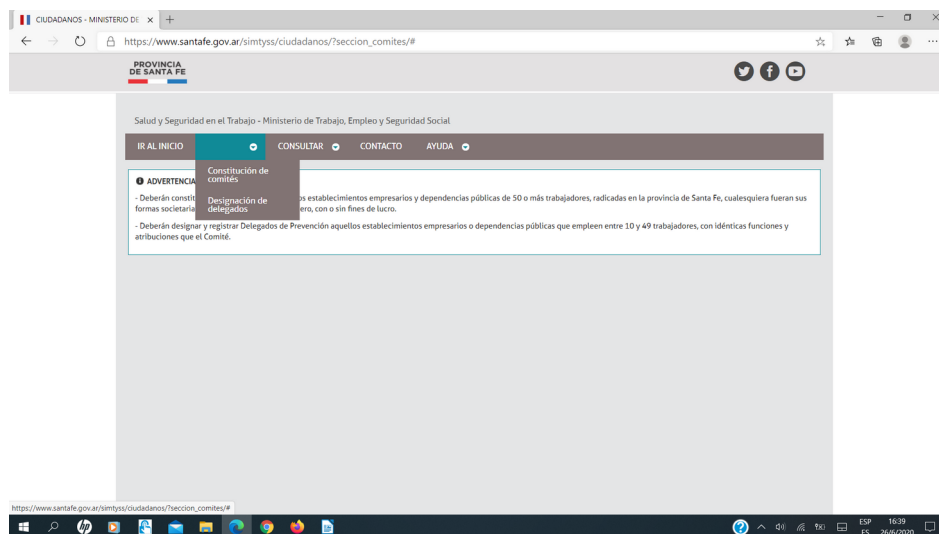 CIUDADANOS - MINISTERIO DE
https://www.santafe.gov.ar/simtyss/ciudadanos/?seccion_comites/#
PROVINCIA
DE SANTA FE
Salud y Seguridad en el Trabajo - Ministerio de Trabajo, Empleo y Seguridad Social
IR AL INICIO CONSULTAR CONTACTO AYUDA
Constitución de
comités
Designación de
delegados
ADVERTENCIA
- Deberán constit os establecimientos empresarios y dependencias públicas de 50 o más trabajadores, radicadas en la provincia de Santa Fe, cualesquiera fueran sus
formas societaria ero, con o sin fines de lucro.
- Deberán designar y registrar Delegados de Prevención aquellos establecimientos empresarios o dependencias públicas que empleen entre 10 y 49 trabajadores, con idénticas funciones y
atribuciones que el Comité.
https://www.santafe.gov.ar/simtyss/ciudadanos/?seccion_comites/#
hp
ESP 16:39
ES 26/6/2020